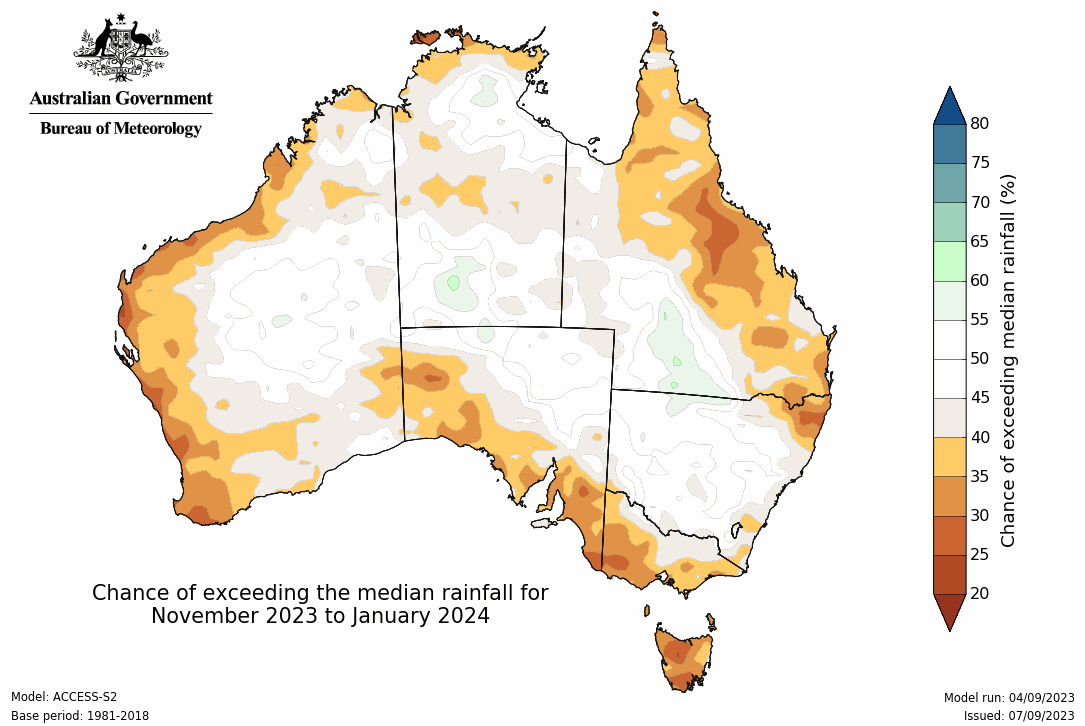 AUSTRALIA
Australian Government
Bureau of Meteorology
80
75
70
65
60
55
50
45
40
35
30
25
20
Chance of exceeding median rainfall (%)
Chance of exceeding the median rainfall for
November 2023 to January 2024
Model: ACCESS-S2
Base period: 1981-2018
Model run: 04/09/2023
Issued: 07/09/2023